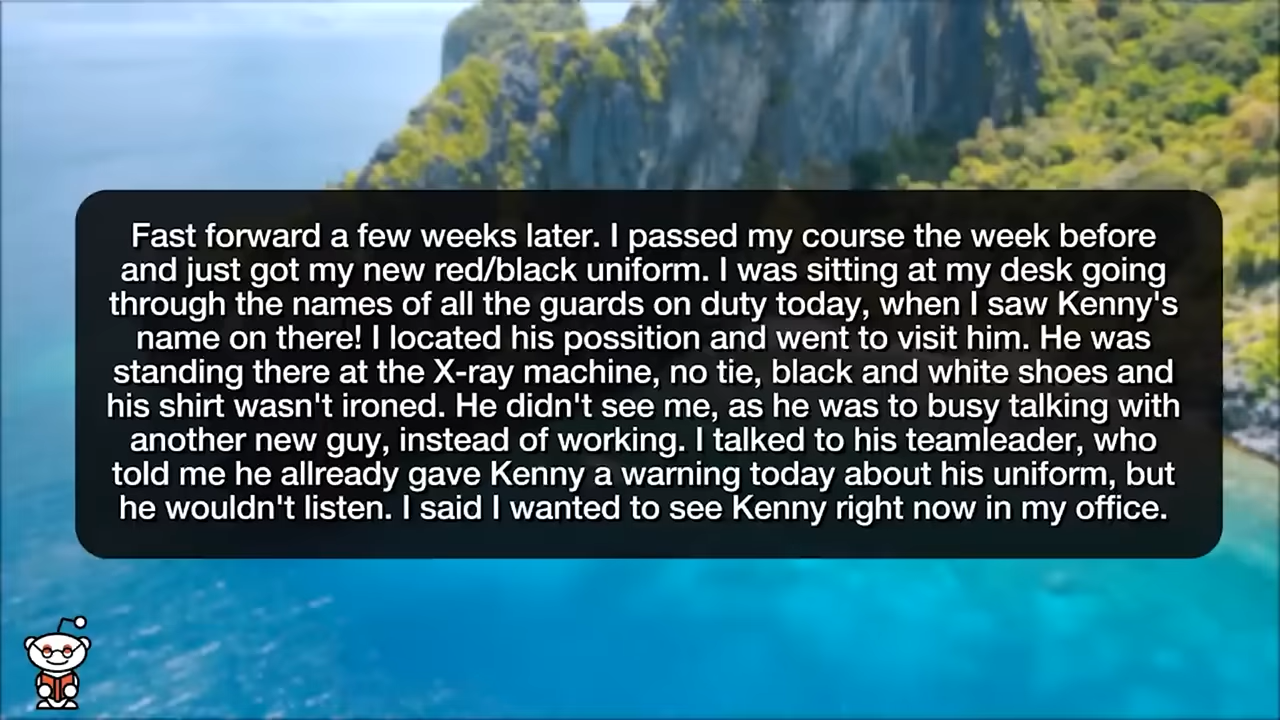 Fast forward a few weeks later. I passed my course the week before
and just got my new red/black uniform. I was sitting at my desk going
through the names of all the guards on duty today, when I saw Kenny's
name on there! I located his possition and went to visit him. He was
standing there at the X-ray machine, no tie, black and white shoes and
his shirt wasn't ironed. He didn't see me, as he was to busy talking with
another new guy, instead of working. I talked to his teamleader, who
told me he allready gave Kenny a warning today about his uniform, but
he wouldn't listen. I said I wanted to see Kenny right now in my office.